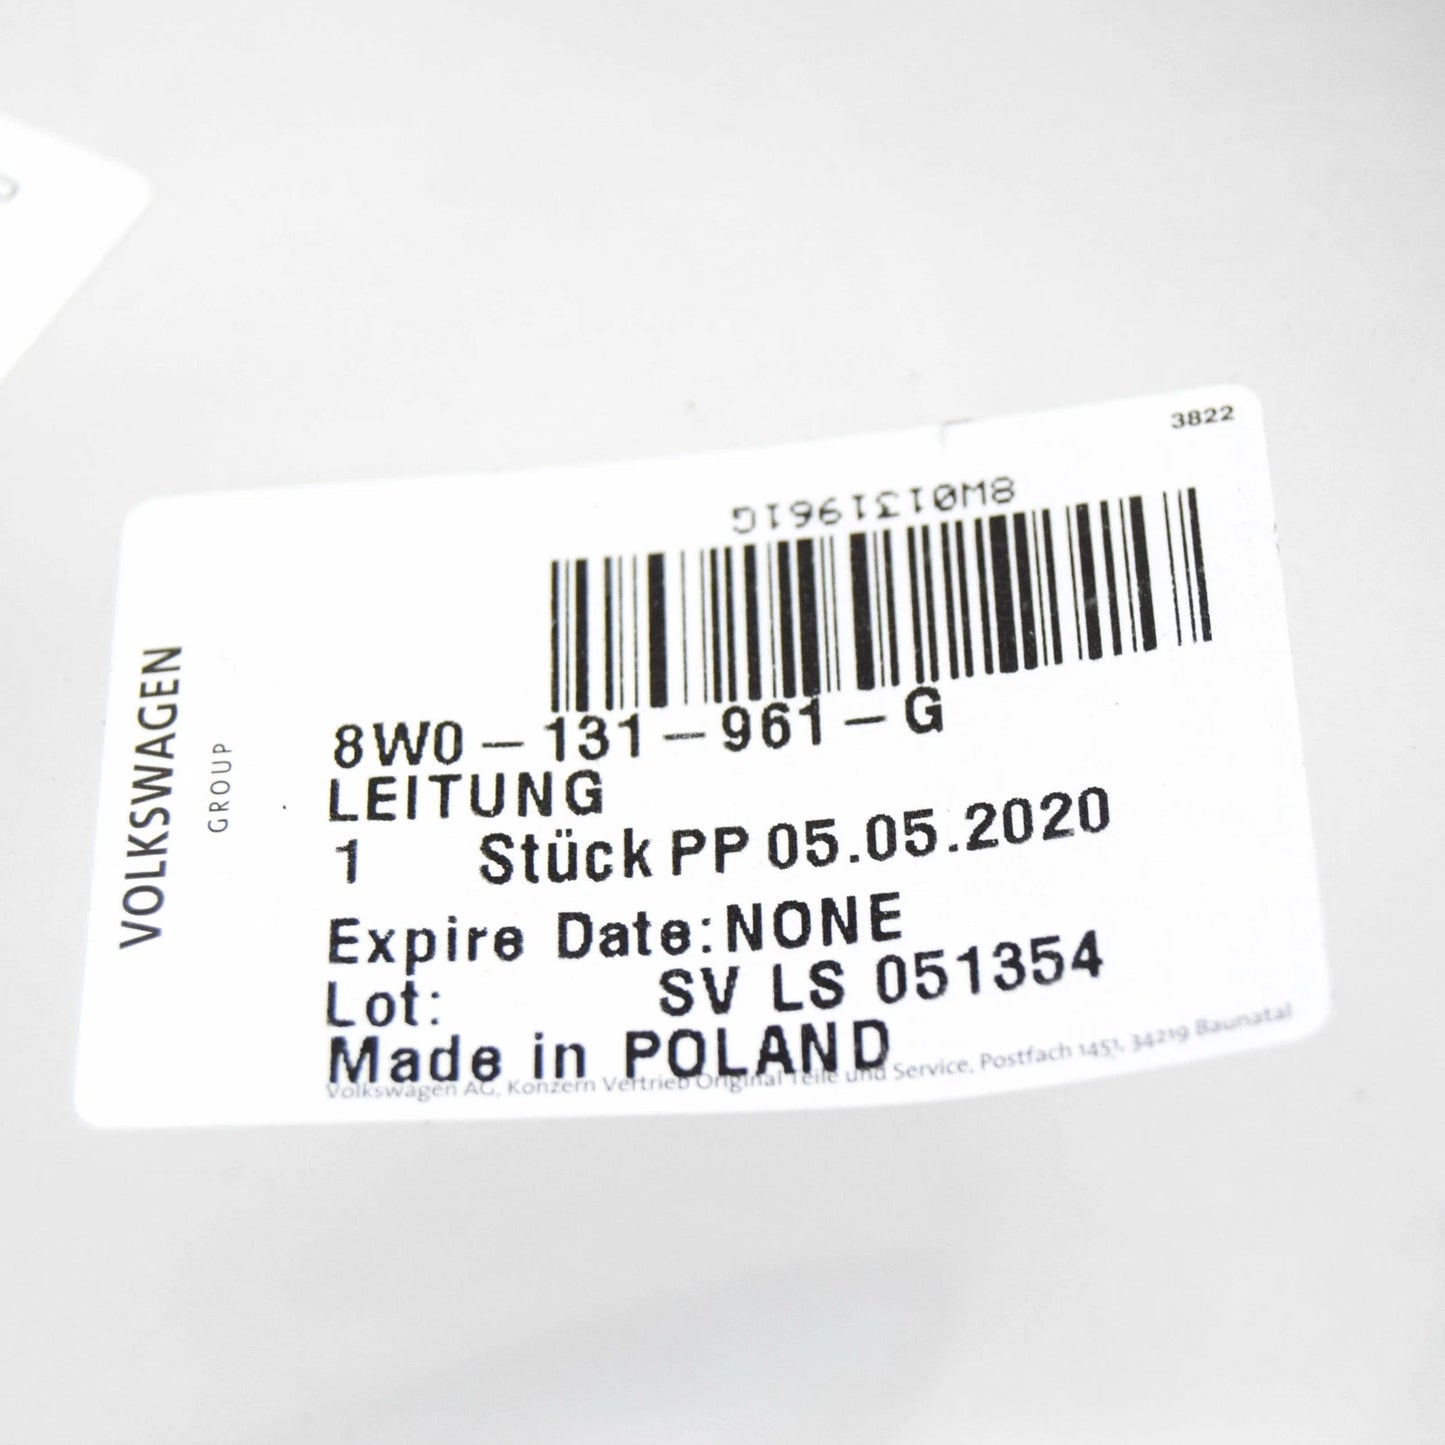 3822
8W0131961G
VOLKSWAGEN
GROUP
8W0-131-961-G
LEITUNG
1 Stück PP 05.05.2020
Expire Date:NONE
Lot: SV LS 051354
Made in POLAND
Volkswagen AG, Konzern Vertrieb Original Teile und Service, Postfach 1451, 34219 Baunatal